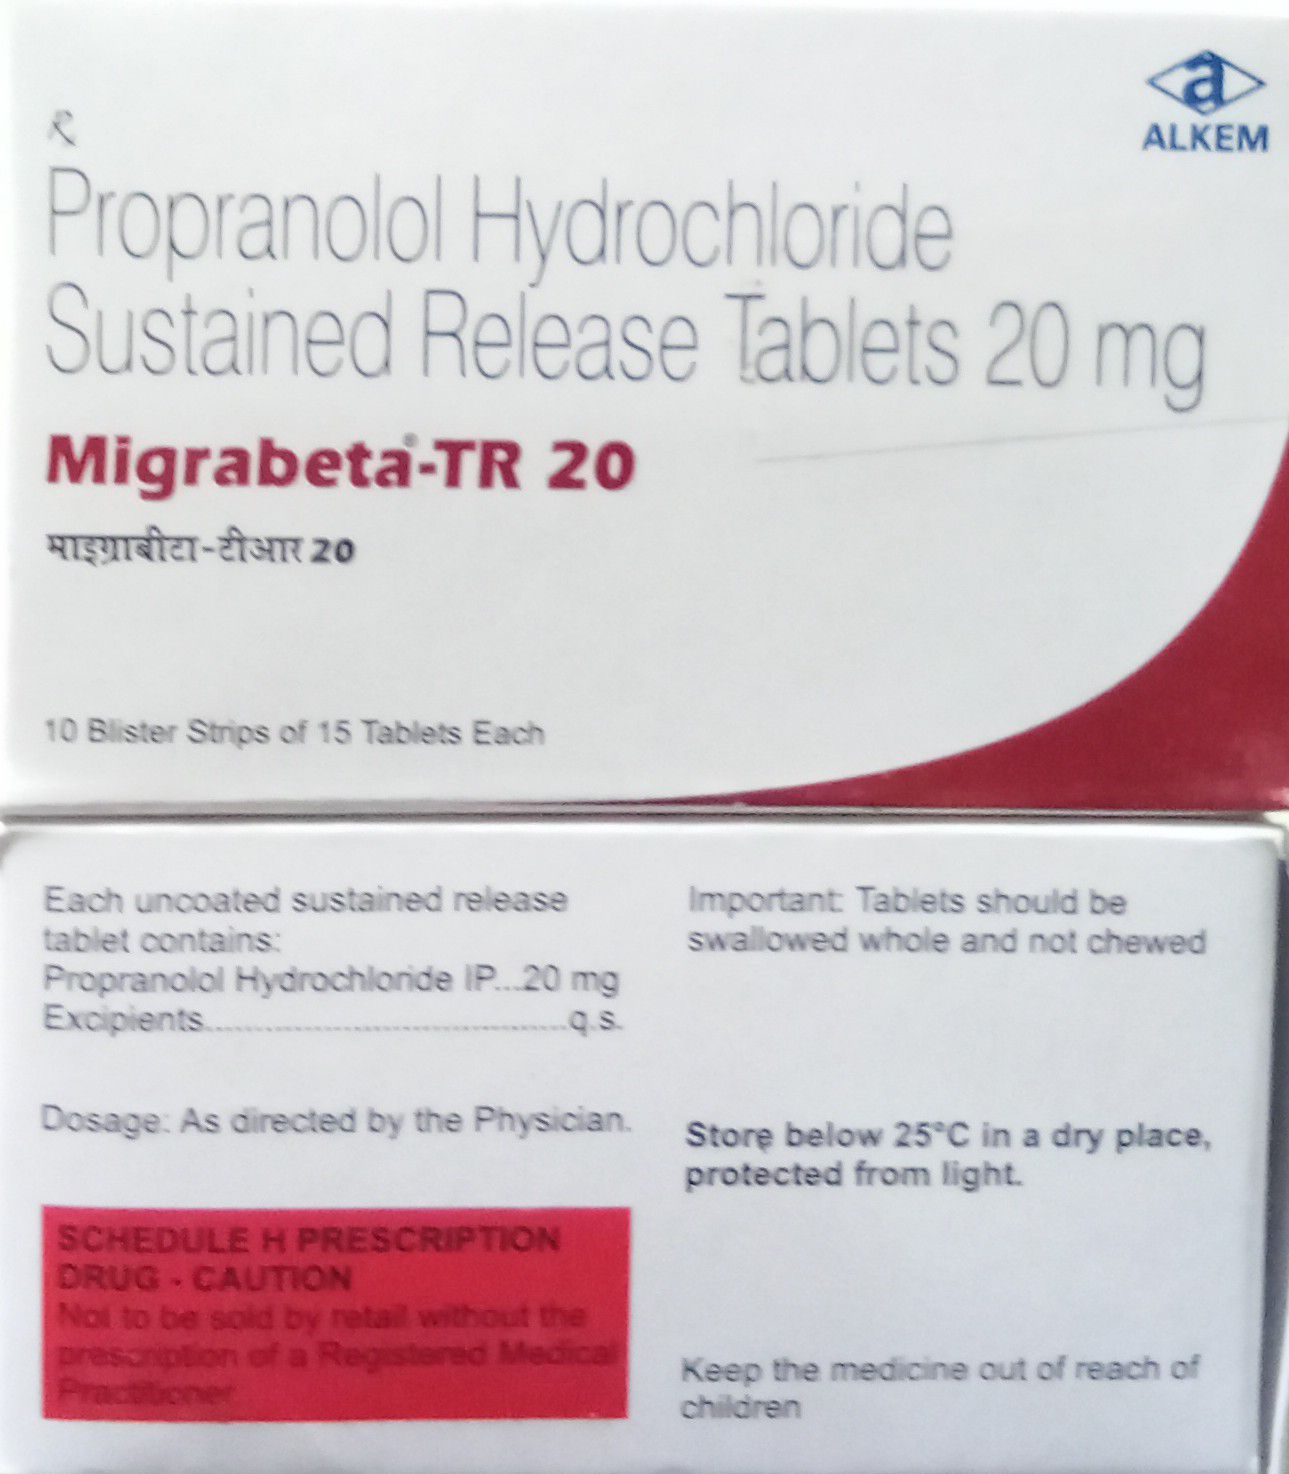 ℞
a
ALKEM
Propranolol Hydrochloride
Sustained Release Tablets 20 mg
Migrabeta®-TR 20
माइग्राबीटा-टीआर 20
10 Blister Strips of 15 Tablets Each
Each uncoated sustained release
tablet contains:
Propranolol Hydrochloride IP...20 mg
Excipients......................................q.s.
Dosage: As directed by the Physician.
SCHEDULE H PRESCRIPTION
DRUG - CAUTION
Not to be sold by retail without the
prescription of a Registered Medical
Practitioner
Important: Tablets should be
swallowed whole and not chewed
Store below 25°C in a dry place,
protected from light.
Keep the medicine out of reach of
children